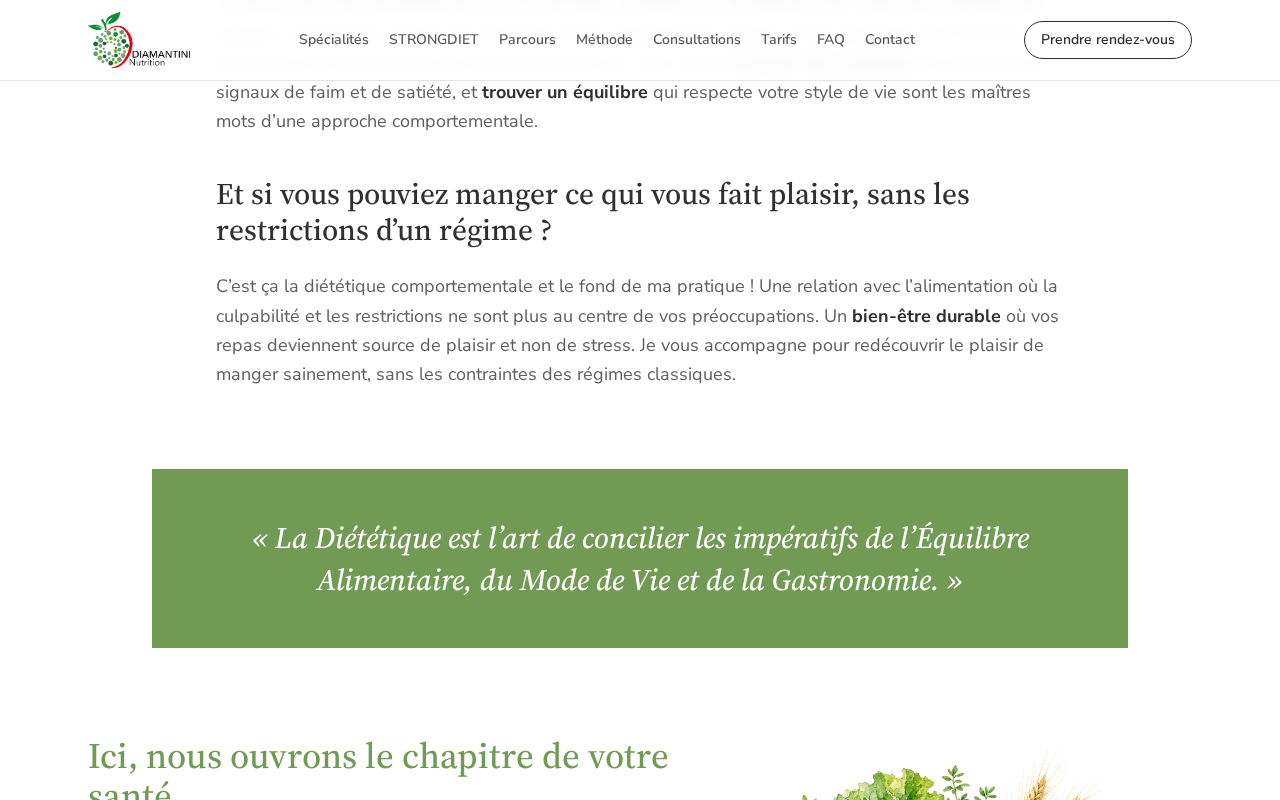 DIAMANTINI
Nutrition
Spécialités STRONGDIET Parcours Méthode Consultations Tarifs FAQ Contact
Prendre rendez-vous
signaux de faim et de satiété, et trouver un équilibre qui respecte votre style de vie sont les maîtres
mots d’une approche comportementale.
Et si vous pouviez manger ce qui vous fait plaisir, sans les
restrictions d’un régime ?
C’est ça la diététique comportementale et le fond de ma pratique ! Une relation avec l’alimentation où la
culpabilité et les restrictions ne sont plus au centre de vos préoccupations. Un bien-être durable où vos
repas deviennent source de plaisir et non de stress. Je vous accompagne pour redécouvrir le plaisir de
manger sainement, sans les contraintes des régimes classiques.
« La Diététique est l’art de concilier les impératifs de l’Équilibre
Alimentaire, du Mode de Vie et de la Gastronomie. »
Ici, nous ouvrons le chapitre de votre
santé